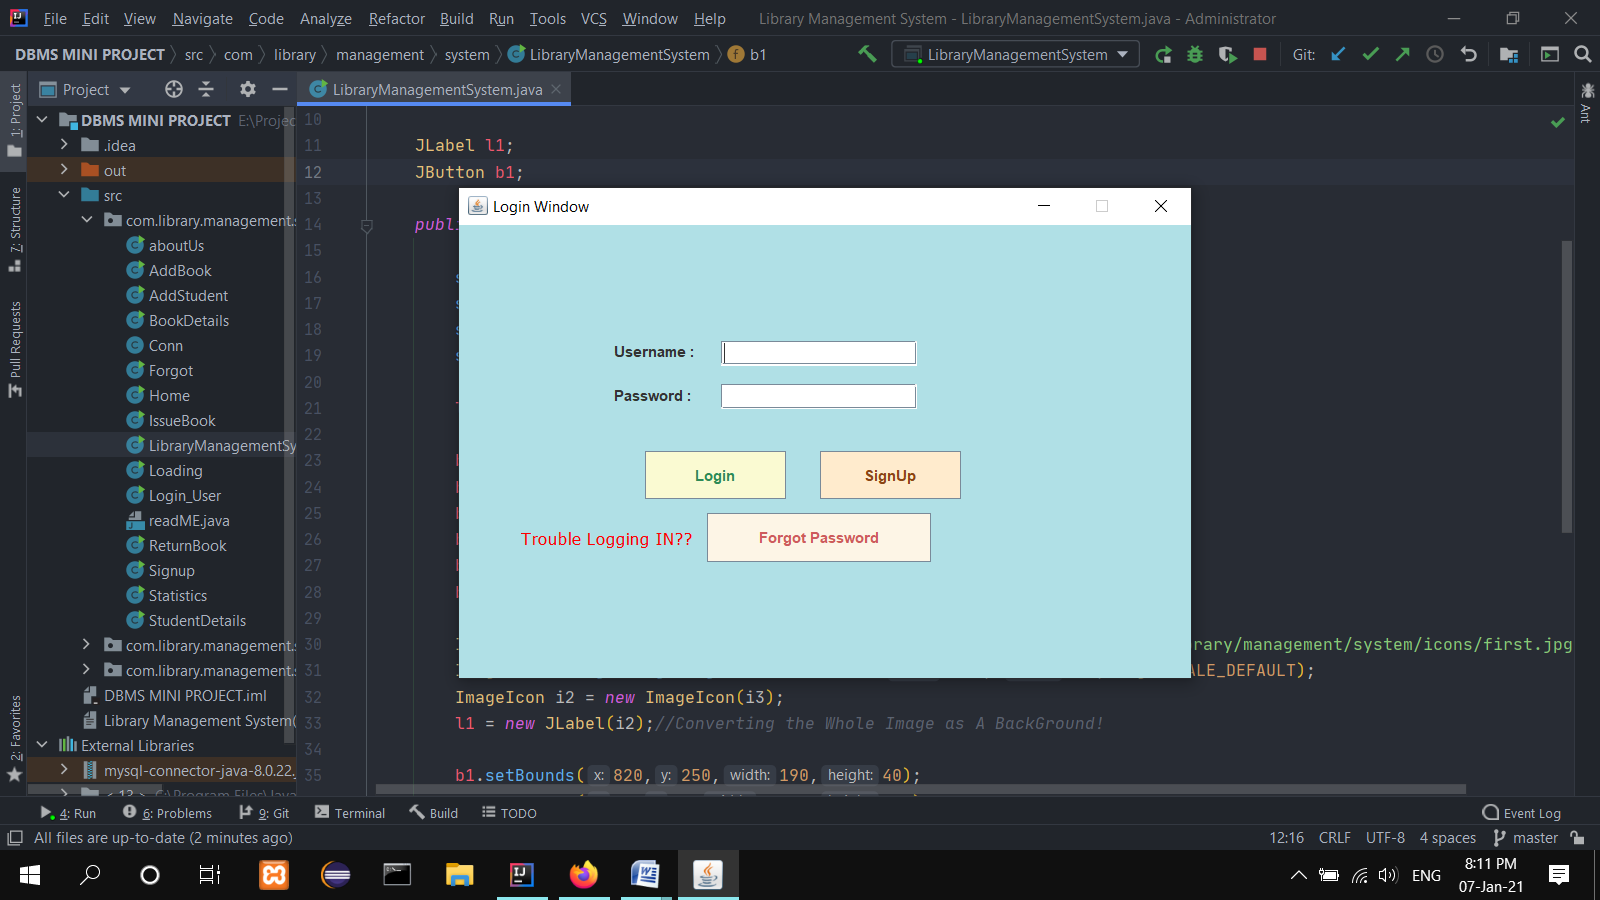 File Edit View Navigate Code Analyze Refactor Build Run Tools VCS Window Help Library Management System - LibraryManagementSystem.java - Administrator
DBMS MINI PROJECT src com library management system LibraryManagementSystem b1 LibraryManagementSystem Git:
Project LibraryManagementSystem.java
1: Project
7: Structure
Pull Requests
2: Favorites
Ant
DBMS MINI PROJECT E:\Projec
.idea
out
src
com.library.management.
aboutUs
AddBook
AddStudent
BookDetails
Conn
Forgot
Home
IssueBook
LibraryManagementSy
Loading
Login_User
readME.java
ReturnBook
Signup
Statistics
StudentDetails
com.library.management.
com.library.management.
DBMS MINI PROJECT.iml
Library Management System(
External Libraries
mysql-connector-java-8.0.22.
10
11 JLabel l1;
12 JButton b1;
13
14 publ
15
16 s
17 s
18 s
19 s
20
21
22
23
24
25
26
27
28
29
30 rary/management/system/icons/first.jpg
31 ALE_DEFAULT);
32 ImageIcon i2 = new ImageIcon(i3);
33 l1 = new JLabel(i2);//Converting the Whole Image as A BackGround!
34
35 b1.setBounds( x: 820, y: 250, width: 190, height: 40);
Login Window
Username :
Password :
Login SignUp
Trouble Logging IN?? Forgot Password
4: Run 6: Problems 9: Git Terminal Build TODO Event Log
All files are up-to-date (2 minutes ago) 12:16 CRLF UTF-8 4 spaces master
ENG 8:11 PM
07-Jan-21